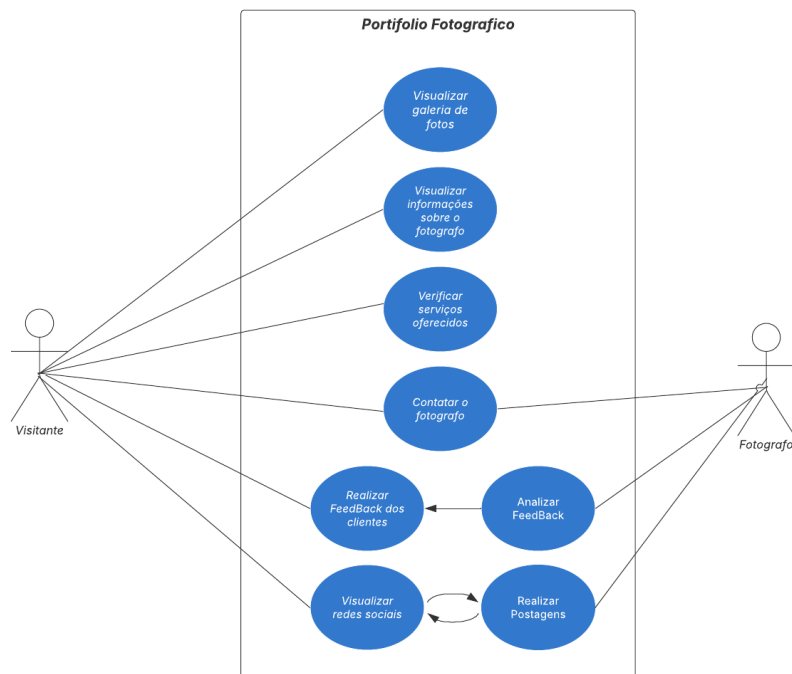 Portifolio Fotografico
Visualizar
galeria de
fotos
Visualizar
informações
sobre o
fotografo
Verificar
serviços
oferecidos
Contatar o
fotografo
Visitante
Fotografo
Realizar
FeedBack dos
clientes
Analizar
FeedBack
Visualizar
redes sociais
Realizar
Postagens